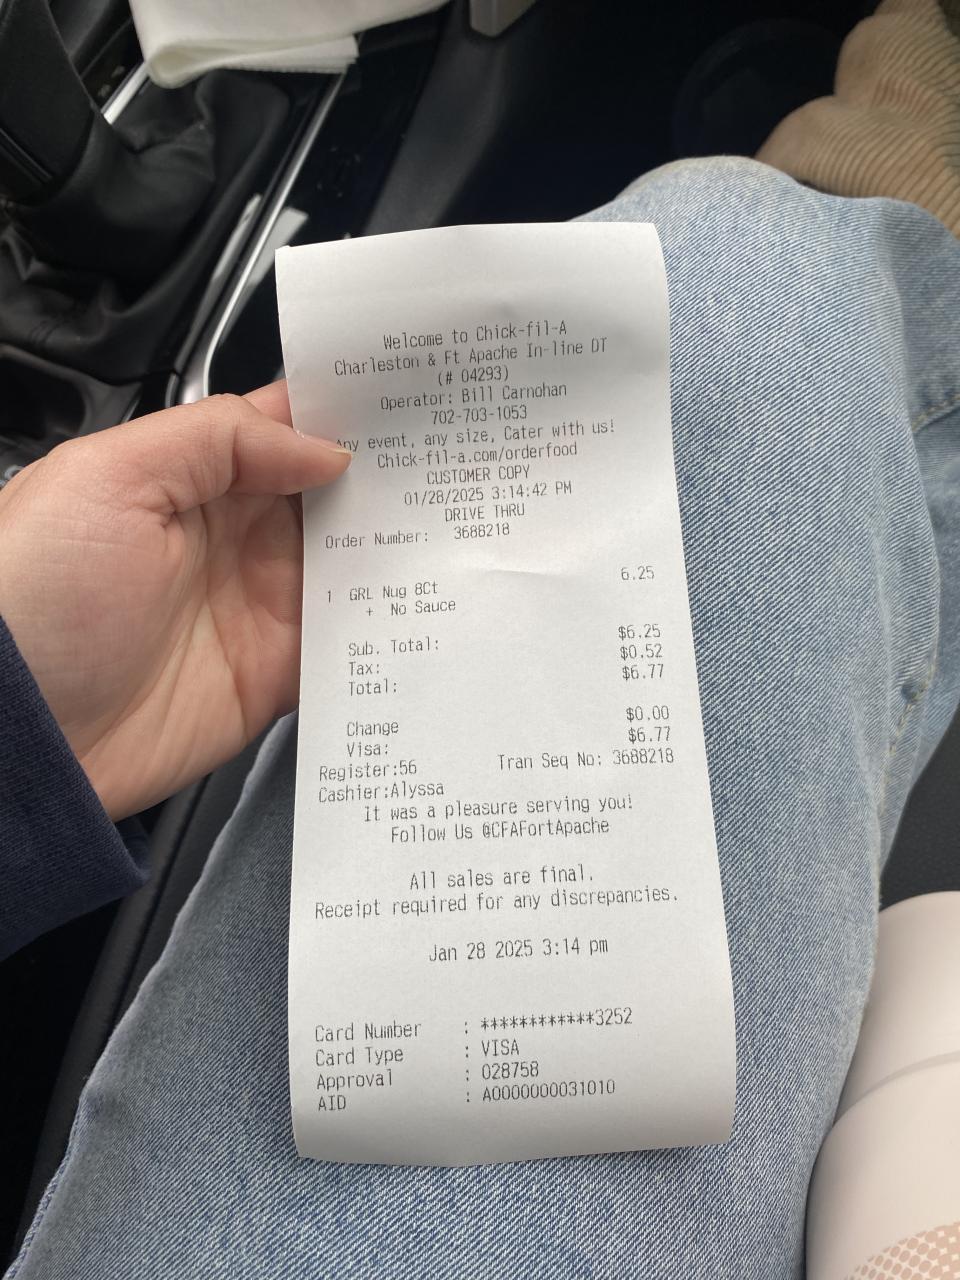 Welcome to Chick-fil-A
Charleston & Ft Apache In-line DT
(# 04293)
Operator: Bill Carnohan
702-703-1053
Any event, any size, Cater with us!
Chick-fil-a.com/orderfood
CUSTOMER COPY
01/28/2025 3:14:42 PM
DRIVE THRU
Order Number: 3688218
1 GRL Nug 8Ct 6.25
+ No Sauce
Sub. Total: $6.25
Tax: $0.52
Total: $6.77
Change $0.00
Visa: $6.77
Register:56 Tran Seq No: 3688218
Cashier:Alyssa
It was a pleasure serving you!
Follow Us @CFAFortApache
All sales are final.
Receipt required for any discrepancies.
Jan 28 2025 3:14 pm
Card Number : ************3252
Card Type : VISA
Approval : 028758
AID : A0000000031010